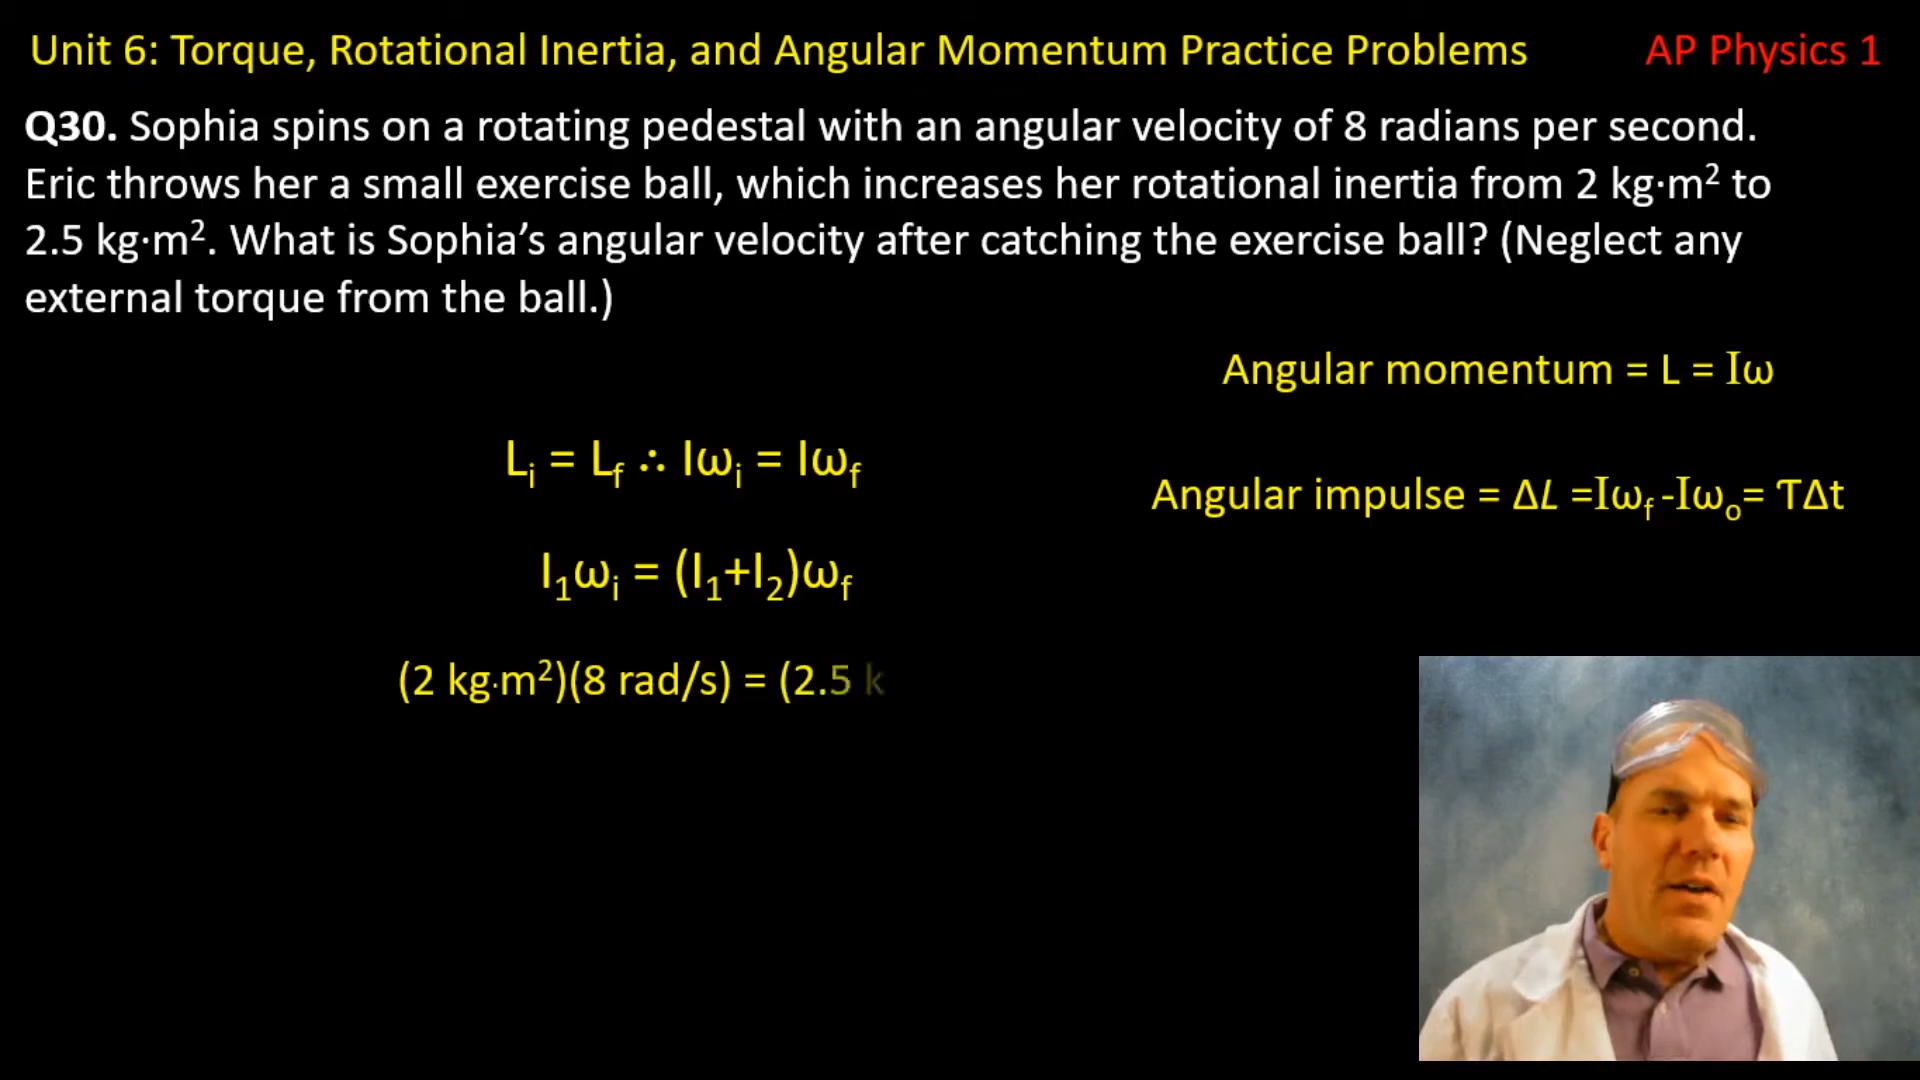 Unit 6: Torque, Rotational Inertia, and Angular Momentum Practice Problems AP Physics 1
Q30. Sophia spins on a rotating pedestal with an angular velocity of 8 radians per second.
Eric throws her a small exercise ball, which increases her rotational inertia from 2 kg·m² to
2.5 kg·m². What is Sophia’s angular velocity after catching the exercise ball? (Neglect any
external torque from the ball.)
Angular momentum = L = Iω
Lᵢ = L_f ∴ Iωᵢ = Iω_f
Angular impulse = ΔL =Iω_f -Iωₒ= ƬΔt
I₁ωᵢ = (I₁+I₂)ω_f
(2 kg·m²)(8 rad/s) = (2.5 k